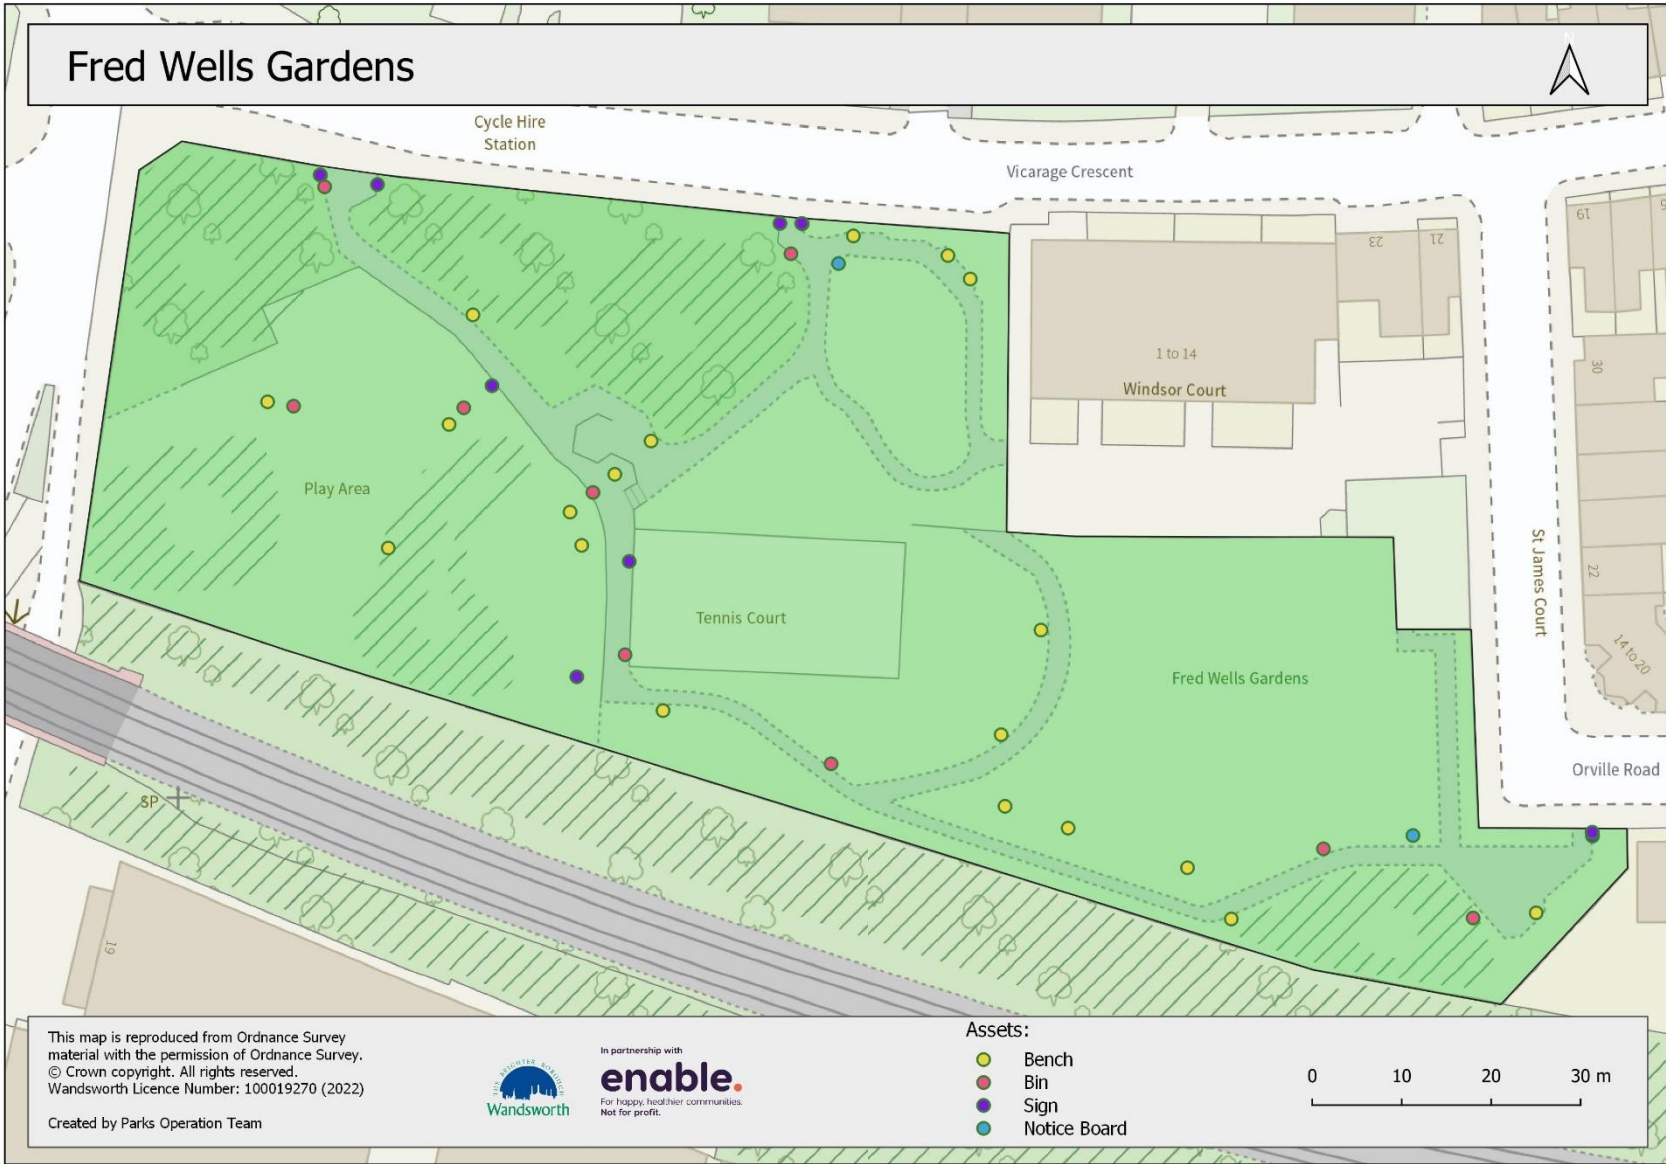 Fred Wells Gardens
N
Cycle Hire
Station
Vicarage Crescent
19
23
21
30
1 to 14
Windsor Court
Play Area
St James Court
22
Tennis Court
14 to 20
Fred Wells Gardens
Orville Road
SP
19
This map is reproduced from Ordnance Survey
material with the permission of Ordnance Survey.
© Crown copyright. All rights reserved.
Wandsworth Licence Number: 100019270 (2022)
Created by Parks Operation Team
THE BRIGHTER BOROUGH
Wandsworth
In partnership with
enable.
For happy, healthier communities.
Not for profit.
Assets:
Bench
Bin
Sign
Notice Board
0 10 20 30 m